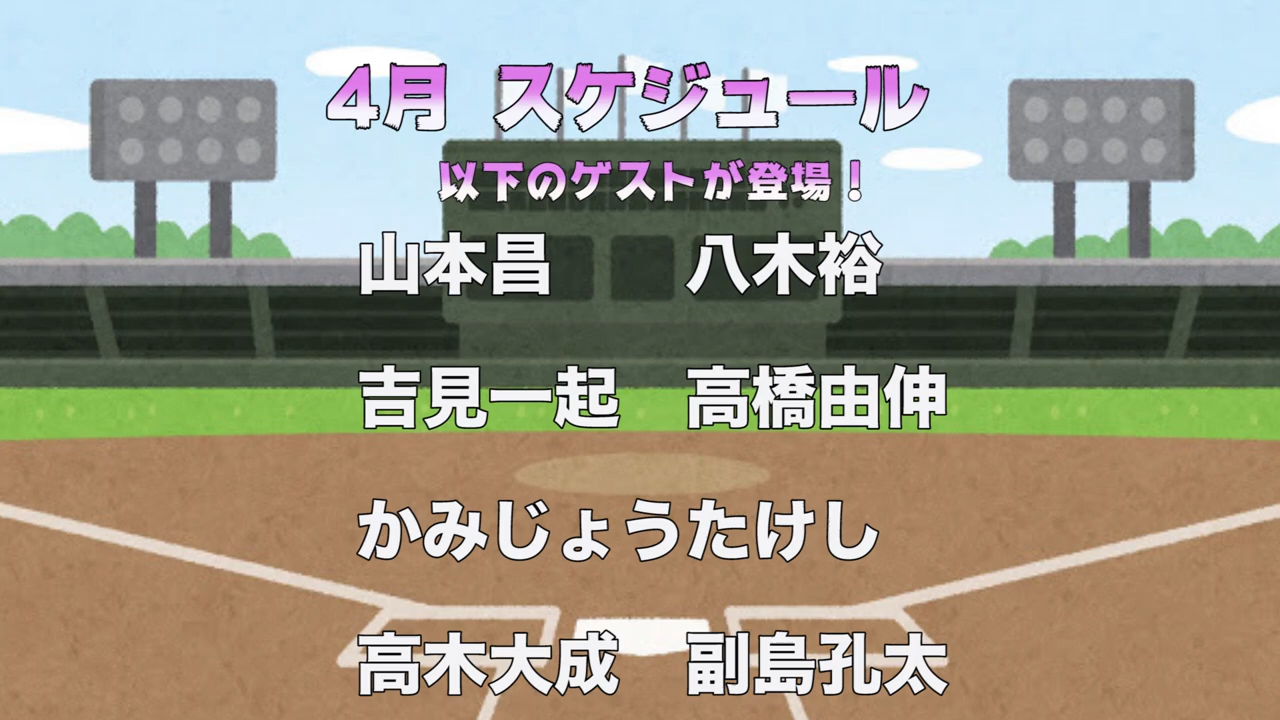 4月 スケジュール
以下のゲストが登場！
山本昌　八木裕
吉見一起　高橋由伸
かみじょうたけし
高木大成　副島孔太